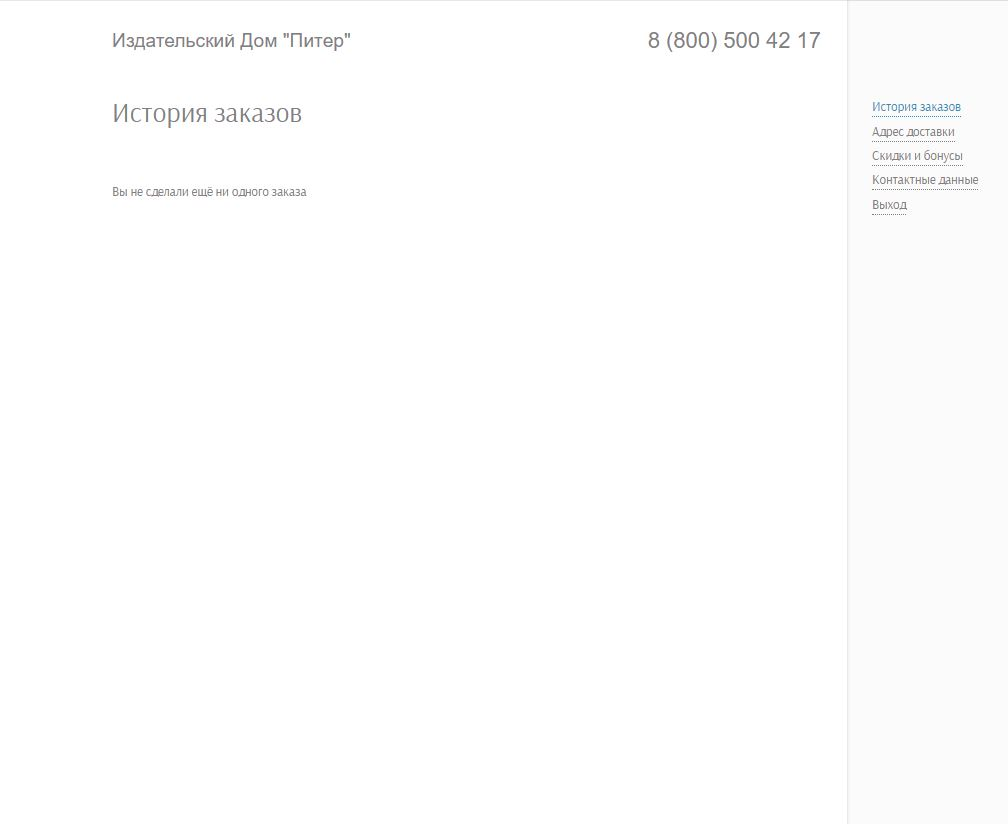 Издательский Дом "Питер"
8 (800) 500 42 17
История заказов
Вы не сделали ещё ни одного заказа
История заказов
Адрес доставки
Скидки и бонусы
Контактные данные
Выход